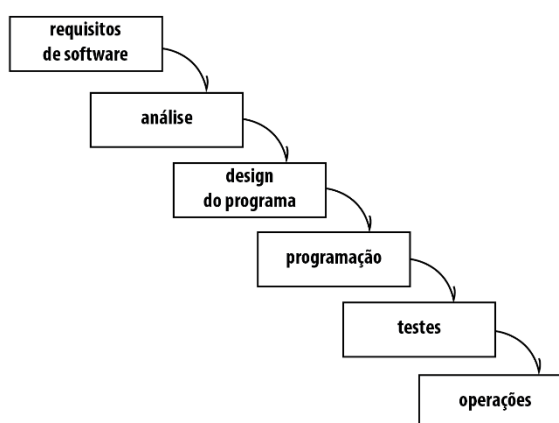 requisitos
de software
análise
design
do programa
programação
testes
operações